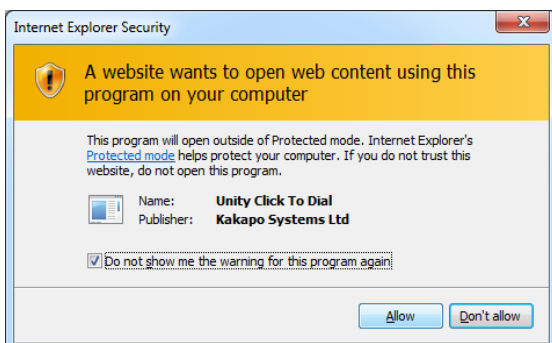 Internet Explorer Security
A website wants to open web content using this
program on your computer
This program will open outside of Protected mode. Internet Explorer's
Protected mode helps protect your computer. If you do not trust this
website, do not open this program.
Name: Unity Click To Dial
Publisher: Kakapo Systems Ltd
Do not show me the warning for this program again
Allow Don't allow